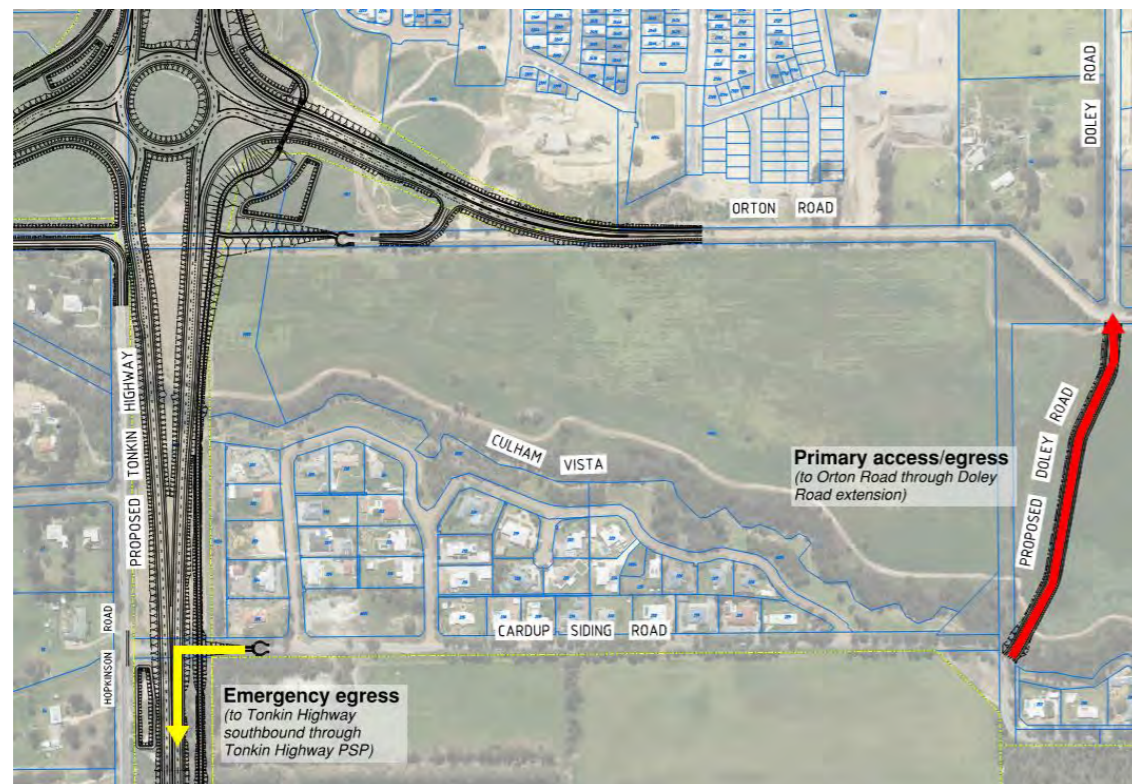 DOLEY ROAD
ORTON ROAD
PROPOSED TONKIN HIGHWAY
CULHAM VISTA
Primary access/egress
(to Orton Road through Doley
Road extension)
PROPOSED DOLEY ROAD
HOPKINSON ROAD
CARDUP SIDING ROAD
Emergency egress
(to Tonkin Highway
southbound through
Tonkin Highway PSP)